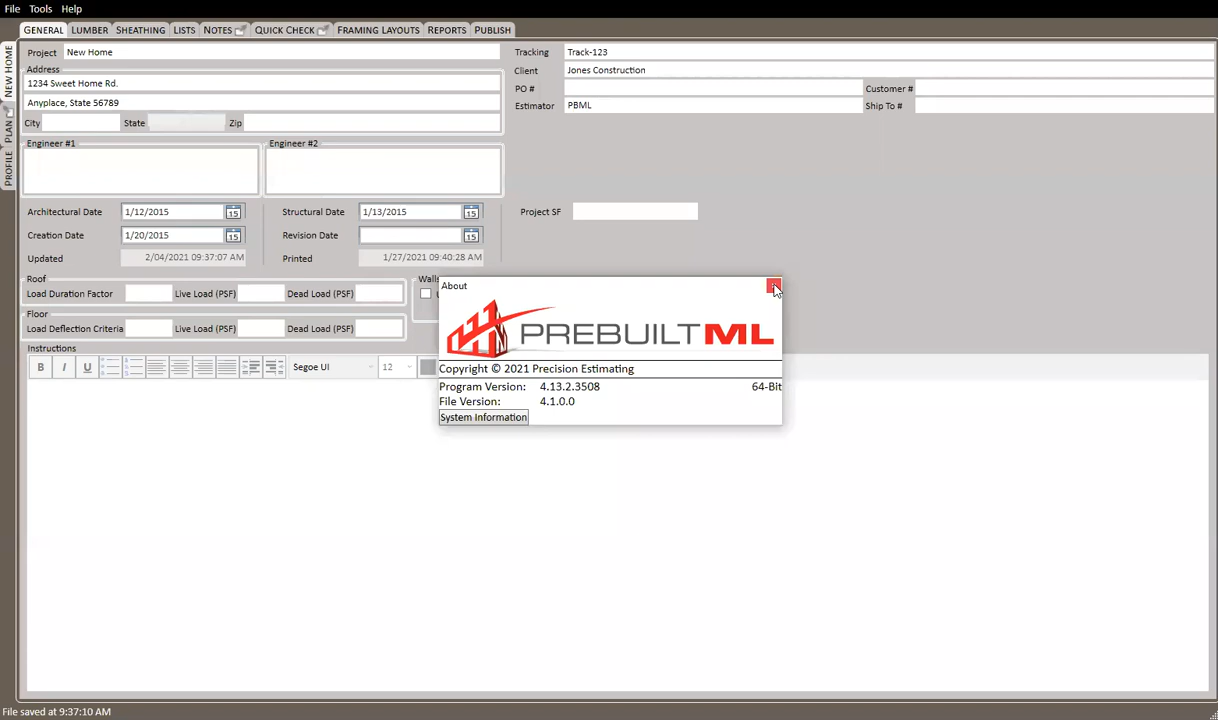 File Tools Help
GENERAL LUMBER SHEATHING LISTS NOTES QUICK CHECK FRAMING LAYOUTS REPORTS PUBLISH
NEW HOME
PLAN
PROFILE
Project New Home
Address
1234 Sweet Home Rd.
Anyplace, State 56789
City State Zip
Tracking Track-123
Client Jones Construction
PO # Customer #
Estimator PBML Ship To #
Engineer #1 Engineer #2
Architectural Date 1/12/2015 15 Structural Date 1/13/2015 15 Project SF
Creation Date 1/20/2015 15 Revision Date 15
Updated 2/04/2021 09:37:07 AM Printed 1/27/2021 09:40:28 AM
Roof
Load Duration Factor Live Load (PSF) Dead Load (PSF)
Walls
Floor
Load Deflection Criteria Live Load (PSF) Dead Load (PSF)
Instructions
B I U Segoe UI 12
About
PREBUILTML
Copyright © 2021 Precision Estimating
Program Version: 4.13.2.3508 64-Bit
File Version: 4.1.0.0
System Information
File saved at 9:37:10 AM